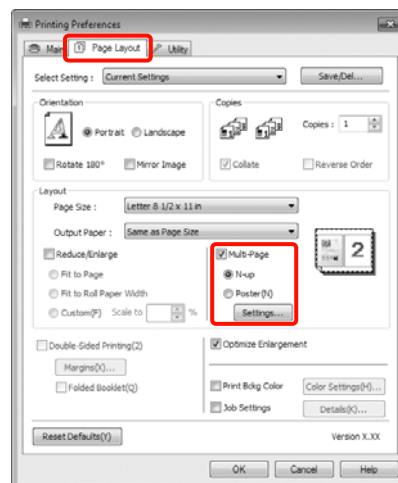 Printing Preferences
Main Page Layout Utility
Select Setting : Current Settings Save/Del...
Orientation Copies
Portrait Landscape Copies : 1
Rotate 180° Mirror Image Collate Reverse Order
Layout
Page Size : Letter 8 1/2 x 11 in
Output Paper : Same as Page Size
Reduce/Enlarge Multi-Page 2
Fit to Page N-up
Fit to Roll Paper Width Poster(N)
Custom(F) Scale to % Settings...
Double-Sided Printing(2) Optimize Enlargement
Margins(X)...
Folded Booklet(Q) Print Bckg Color Color Settings(H)...
Job Settings Details(K)...
Reset Defaults(Y) Version X.XX
OK Cancel Help